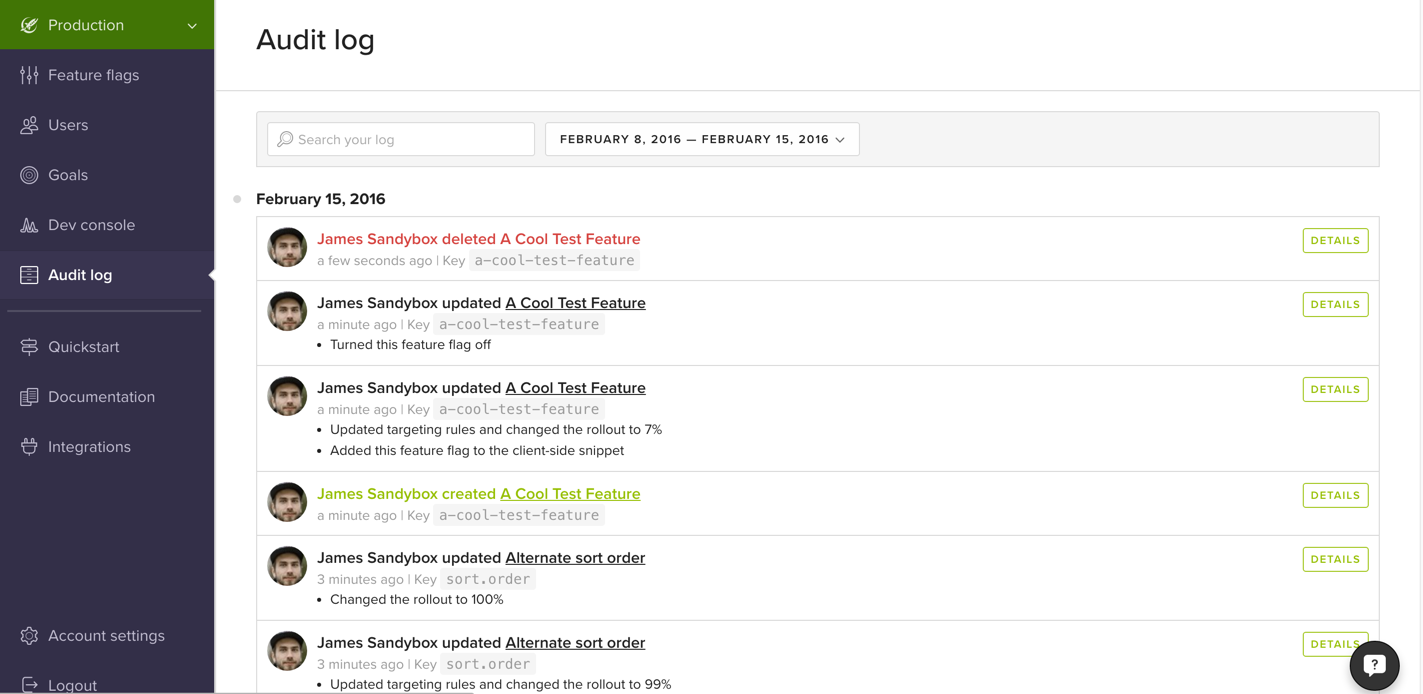 Production
Feature flags
Users
Goals
Dev console
Audit log
Quickstart
Documentation
Integrations
Account settings
Logout
Audit log
Search your log
FEBRUARY 8, 2016 — FEBRUARY 15, 2016
February 15, 2016
James Sandybox deleted A Cool Test Feature
DETAILS
a few seconds ago | Key a-cool-test-feature
James Sandybox updated A Cool Test Feature
DETAILS
a minute ago | Key a-cool-test-feature
• Turned this feature flag off
James Sandybox updated A Cool Test Feature
DETAILS
a minute ago | Key a-cool-test-feature
• Updated targeting rules and changed the rollout to 7%
• Added this feature flag to the client-side snippet
James Sandybox created A Cool Test Feature
DETAILS
a minute ago | Key a-cool-test-feature
James Sandybox updated Alternate sort order
DETAILS
3 minutes ago | Key sort.order
• Changed the rollout to 100%
James Sandybox updated Alternate sort order
DETAILS
3 minutes ago | Key sort.order
• Updated targeting rules and changed the rollout to 99%
?